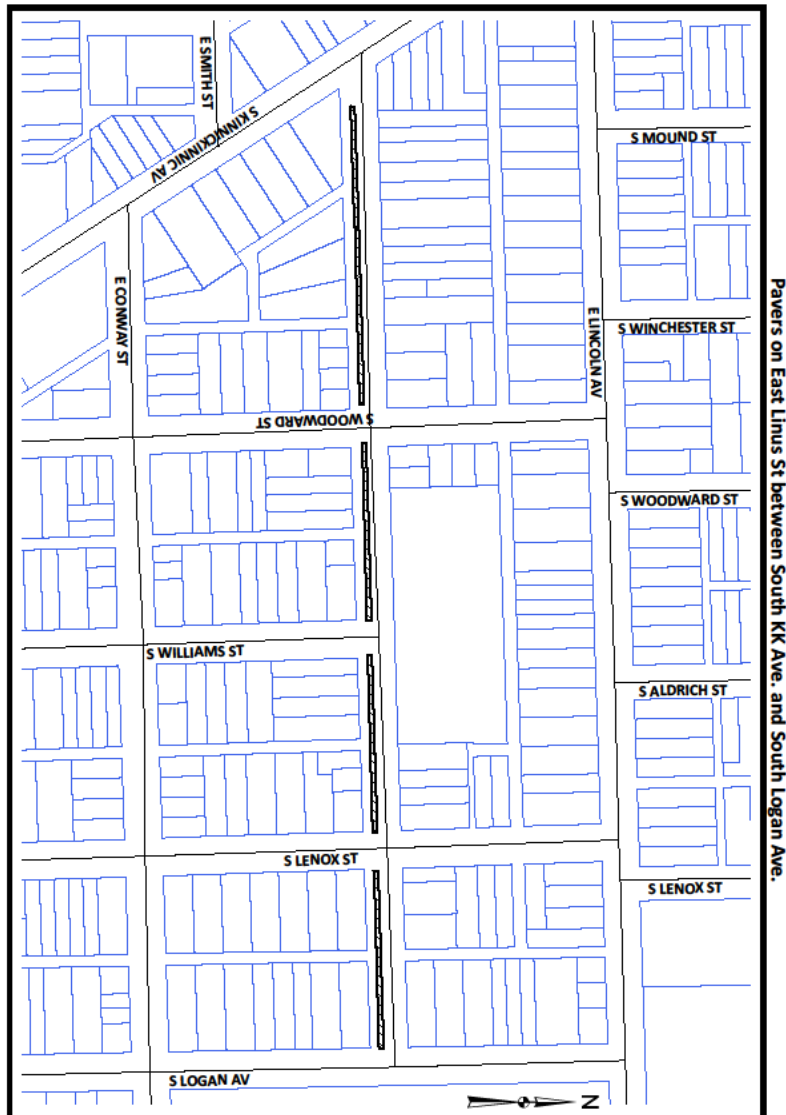 Pavers on East Linus St between South KK Ave. and South Logan Ave.
E SMITH ST
S KINNICKINNIC AV
S MOUND ST
E CONWAY ST
E LINCOLN AV
S WINCHESTER ST
S WOODWARD ST
S WOODWARD ST
S WILLIAMS ST
S ALDRICH ST
S LENOX ST
S LENOX ST
S LOGAN AV
N